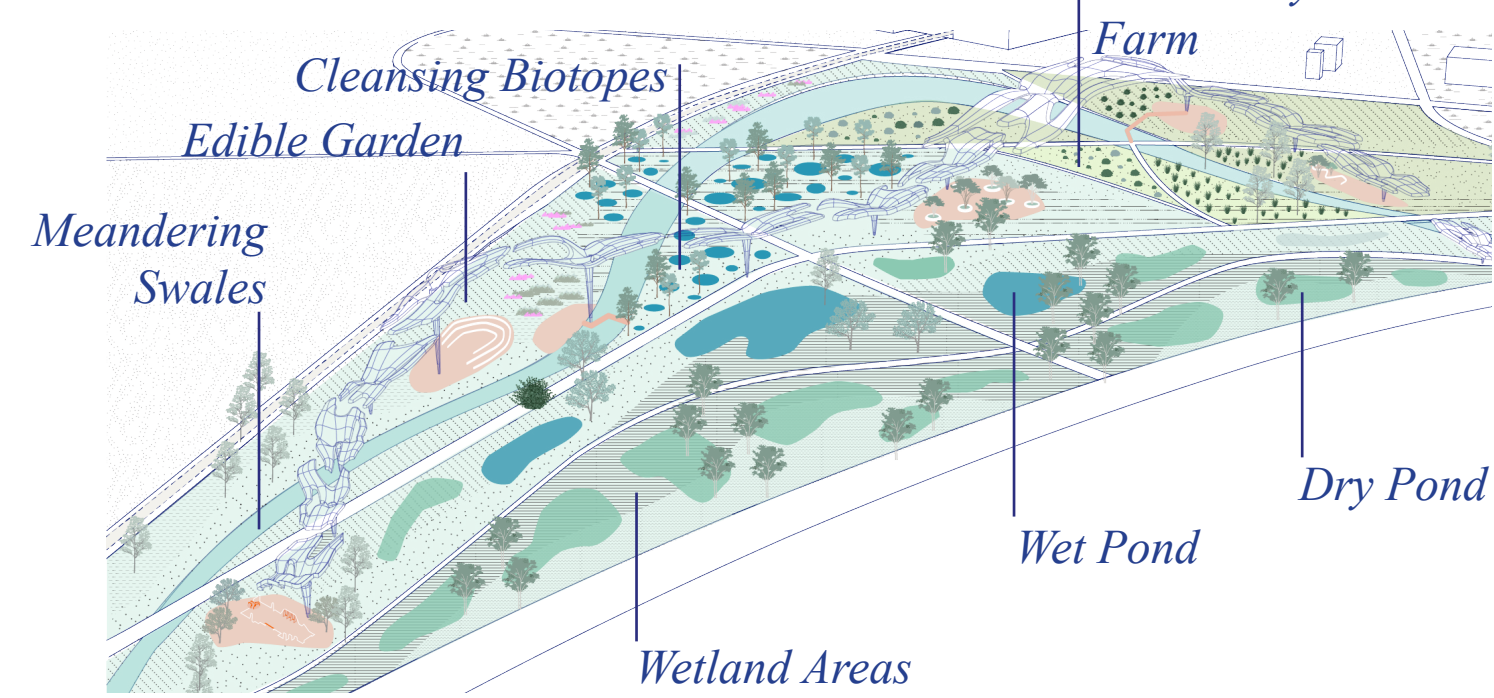 Farm
Cleansing Biotopes
Edible Garden
Meandering
Swales
Dry Pond
Wet Pond
Wetland Areas